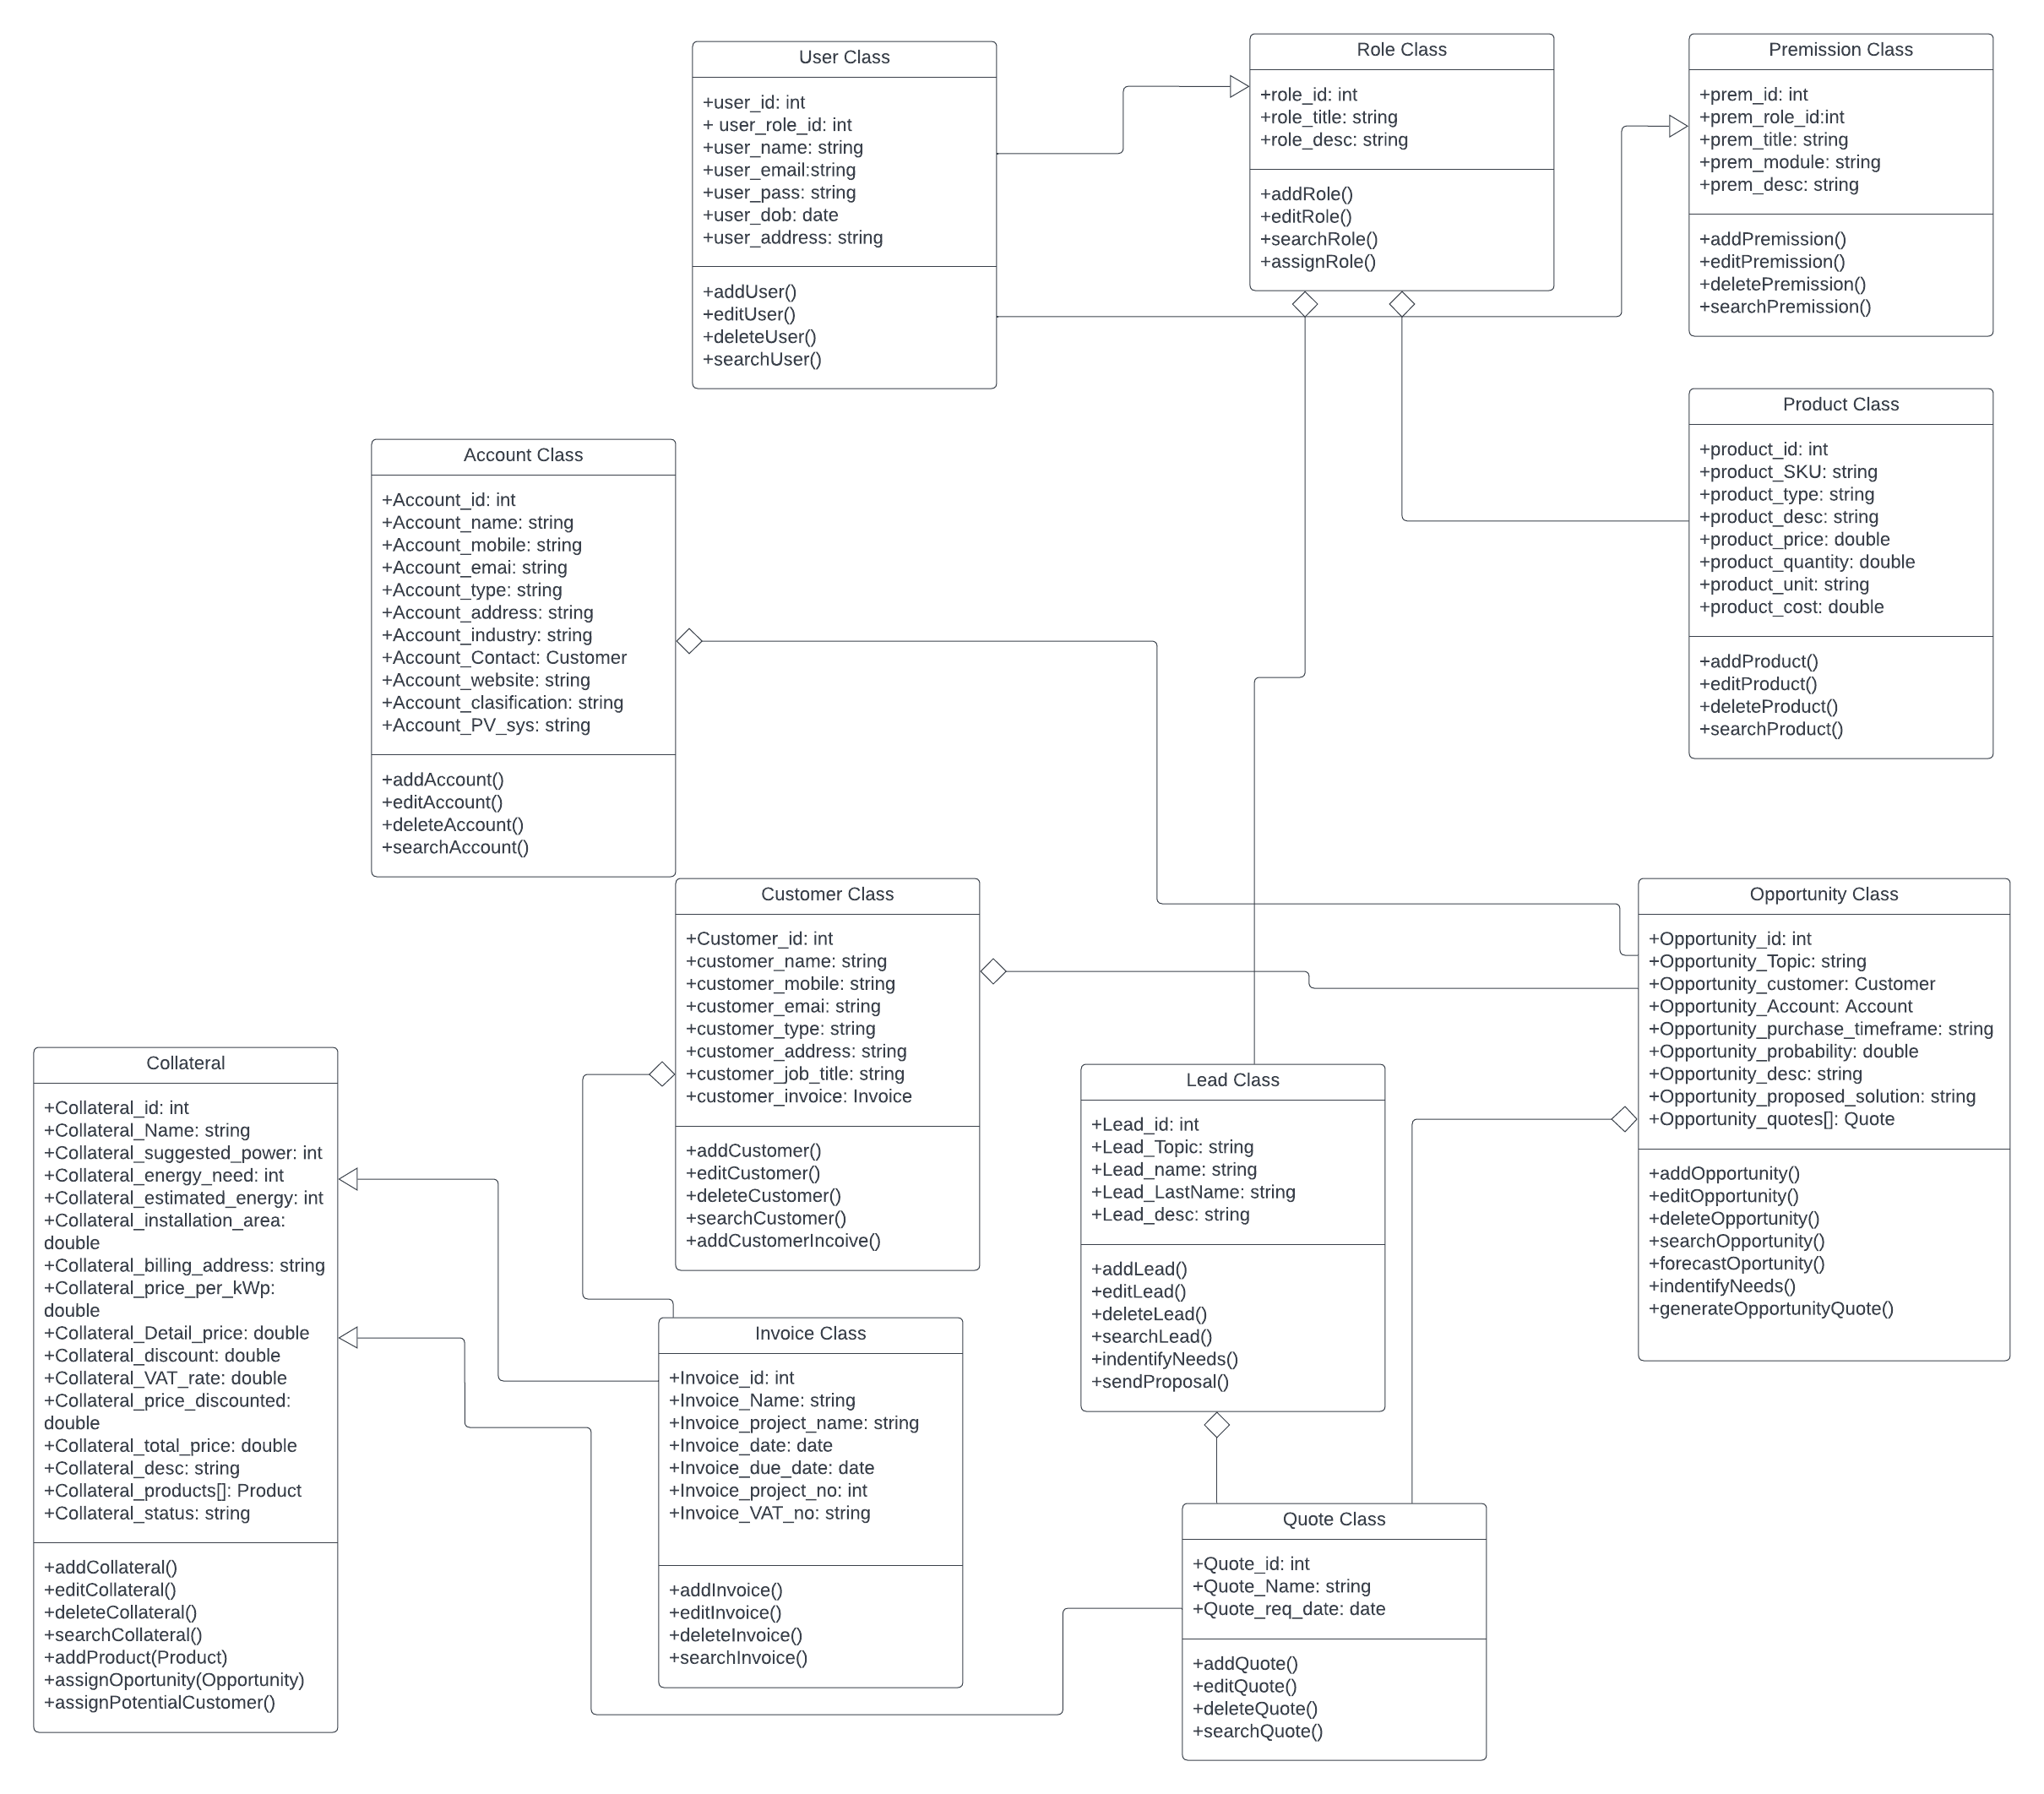 User Class
+user_id: int
+ user_role_id: int
+user_name: string
+user_email:string
+user_pass: string
+user_dob: date
+user_address: string
+addUser()
+editUser()
+deleteUser()
+searchUser()
Role Class
+role_id: int
+role_title: string
+role_desc: string
+addRole()
+editRole()
+searchRole()
+assignRole()
Premission Class
+prem_id: int
+prem_role_id:int
+prem_title: string
+prem_module: string
+prem_desc: string
+addPremission()
+editPremission()
+deletePremission()
+searchPremission()
Product Class
+product_id: int
+product_SKU: string
+product_type: string
+product_desc: string
+product_price: double
+product_quantity: double
+product_unit: string
+product_cost: double
+addProduct()
+editProduct()
+deleteProduct()
+searchProduct()
Account Class
+Account_id: int
+Account_name: string
+Account_mobile: string
+Account_emai: string
+Account_type: string
+Account_address: string
+Account_industry: string
+Account_Contact: Customer
+Account_website: string
+Account_clasification: string
+Account_PV_sys: string
+addAccount()
+editAccount()
+deleteAccount()
+searchAccount()
Customer Class
+Customer_id: int
+customer_name: string
+customer_mobile: string
+customer_emai: string
+customer_type: string
+customer_address: string
+customer_job_title: string
+customer_invoice: Invoice
+addCustomer()
+editCustomer()
+deleteCustomer()
+searchCustomer()
+addCustomerIncoive()
Opportunity Class
+Opportunity_id: int
+Opportunity_Topic: string
+Opportunity_customer: Customer
+Opportunity_Account: Account
+Opportunity_purchase_timeframe: string
+Opportunity_probability: double
+Opportunity_desc: string
+Opportunity_proposed_solution: string
+Opportunity_quotes[]: Quote
+addOpportunity()
+editOpportunity()
+deleteOpportunity()
+searchOpportunity()
+forecastOportunity()
+indentifyNeeds()
+generateOpportunityQuote()
Collateral
+Collateral_id: int
+Collateral_Name: string
+Collateral_suggested_power: int
+Collateral_energy_need: int
+Collateral_estimated_energy: int
+Collateral_installation_area:
double
+Collateral_billing_address: string
+Collateral_price_per_kWp:
double
+Collateral_Detail_price: double
+Collateral_discount: double
+Collateral_VAT_rate: double
+Collateral_price_discounted:
double
+Collateral_total_price: double
+Collateral_desc: string
+Collateral_products[]: Product
+Collateral_status: string
+addCollateral()
+editCollateral()
+deleteCollateral()
+searchCollateral()
+addProduct(Product)
+assignOportunity(Opportunity)
+assignPotentialCustomer()
Lead Class
+Lead_id: int
+Lead_Topic: string
+Lead_name: string
+Lead_LastName: string
+Lead_desc: string
+addLead()
+editLead()
+deleteLead()
+searchLead()
+indentifyNeeds()
+sendProposal()
Invoice Class
+Invoice_id: int
+Invoice_Name: string
+Invoice_project_name: string
+Invoice_date: date
+Invoice_due_date: date
+Invoice_project_no: int
+Invoice_VAT_no: string
+addInvoice()
+editInvoice()
+deleteInvoice()
+searchInvoice()
Quote Class
+Quote_id: int
+Quote_Name: string
+Quote_req_date: date
+addQuote()
+editQuote()
+deleteQuote()
+searchQuote()